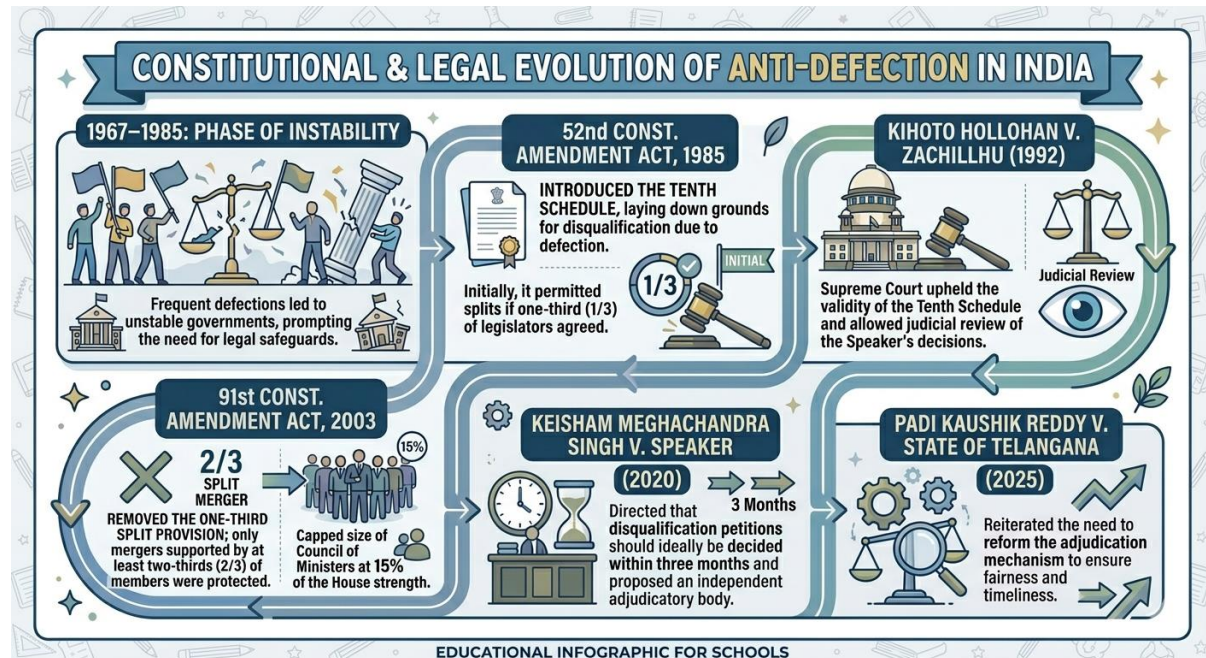 CONSTITUTIONAL & LEGAL EVOLUTION OF ANTI-DEFECTION IN INDIA
1967–1985: PHASE OF INSTABILITY
Frequent defections led to
unstable governments, prompting
the need for legal safeguards.
52nd CONST.
AMENDMENT ACT, 1985
INTRODUCED THE TENTH
SCHEDULE, laying down grounds
for disqualification due to
defection.
Initially, it permitted
splits if one-third (1/3)
of legislators agreed.
1/3
INITIAL
KIHOTO HOLLOHAN V.
ZACHILLHU (1992)
Judicial Review
Supreme Court upheld the
validity of the Tenth Schedule
and allowed judicial review of
the Speaker's decisions.
91st CONST.
AMENDMENT ACT, 2003
2/3
SPLIT
MERGER
REMOVED THE ONE-THIRD
SPLIT PROVISION; only
mergers supported by at
least two-thirds (2/3) of
members were protected.
15%
Capped size of
Council of
Ministers at 15%
of the House strength.
KEISHAM MEGHACHANDRA
SINGH V. SPEAKER
(2020)
3 Months
Directed that
disqualification petitions
should ideally be decided
within three months and
proposed an independent
adjudicatory body.
PADI KAUSHIK REDDY V.
STATE OF TELANGANA
(2025)
Reiterated the need to
reform the adjudication
mechanism to ensure
fairness and
timeliness.
EDUCATIONAL INFOGRAPHIC FOR SCHOOLS